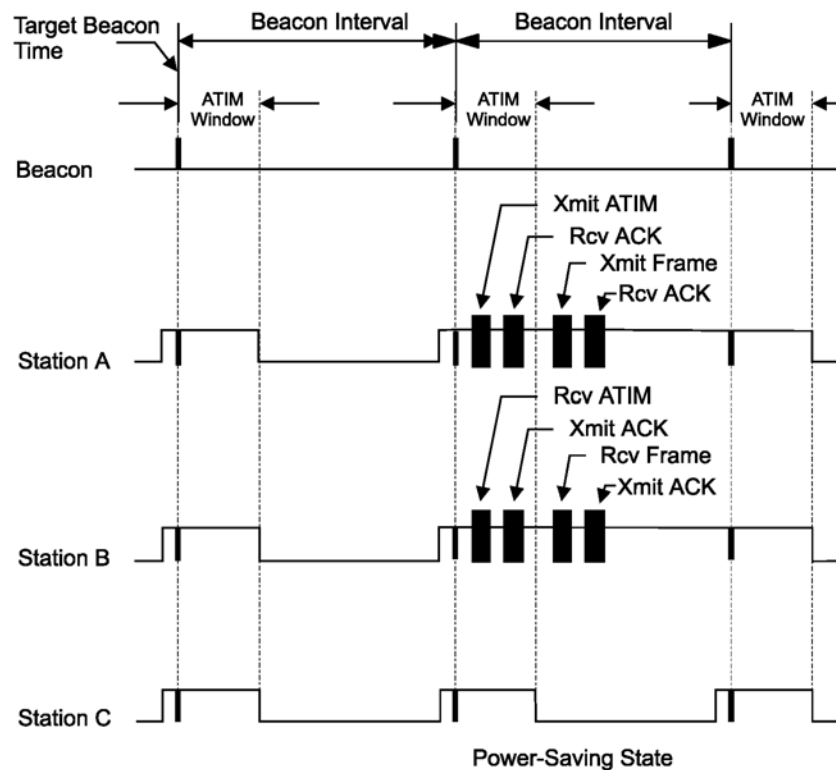 Target Beacon
Time
Beacon Interval
Beacon Interval
ATIM
Window
ATIM
Window
ATIM
Window
Beacon
Xmit ATIM
Rcv ACK
Xmit Frame
Rcv ACK
Station A
Rcv ATIM
Xmit ACK
Rcv Frame
Xmit ACK
Station B
Station C
Power-Saving State